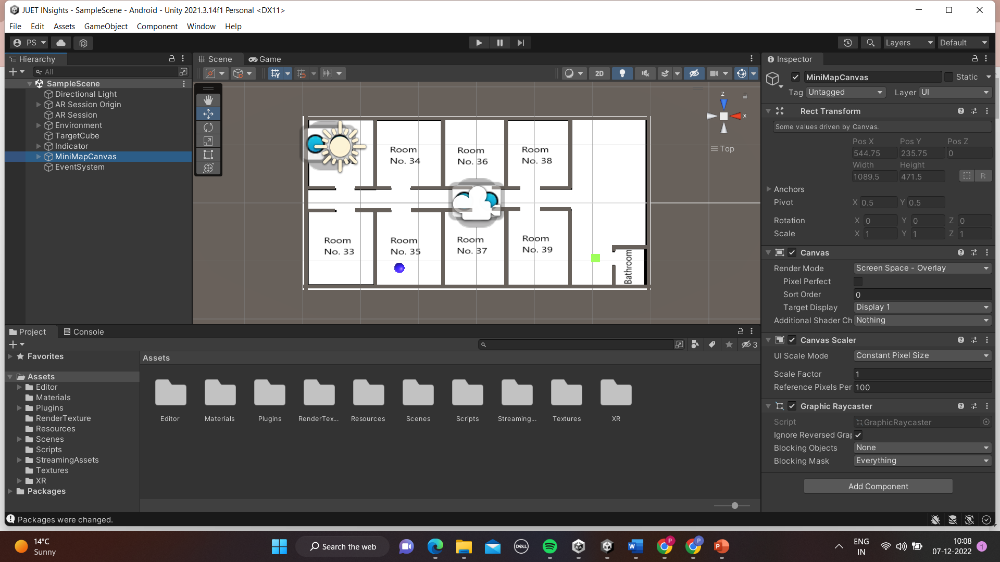 JUET INsights - SampleScene - Android - Unity 2021.3.14f1 Personal <DX11>
File Edit Assets GameObject Component Window Help
PS
Layers
Default
Hierarchy
All
SampleScene
Directional Light
AR Session Origin
AR Session
Environment
TargetCube
Indicator
MiniMapCanvas
EventSystem
Scene
Game
2D
z
x
Top
Room
No. 34
Room
No. 36
Room
No. 38
Room
No. 33
Room
No. 35
Room
No. 37
Room
No. 39
Bathroom
Inspector
MiniMapCanvas
Static
Tag Untagged
Layer UI
Rect Transform
Some values driven by Canvas.
Pos X Pos Y Pos Z
544.75 235.75 0
Width Height
1089.5 471.5
R
Anchors
Pivot X 0.5 Y 0.5
Rotation X 0 Y 0 Z 0
Scale X 1 Y 1 Z 1
Canvas
Render Mode Screen Space - Overlay
Pixel Perfect
Sort Order 0
Target Display Display 1
Additional Shader Ch Nothing
Canvas Scaler
UI Scale Mode Constant Pixel Size
Scale Factor 1
Reference Pixels Per 100
Graphic Raycaster
Script GraphicRaycaster
Ignore Reversed Grap
Blocking Objects None
Blocking Mask Everything
Add Component
Project
Console
3
Favorites
Assets
Editor
Materials
Plugins
RenderTexture
Resources
Scenes
Scripts
StreamingAssets
Textures
XR
Packages
Assets
Editor Materials Plugins RenderTex... Resources Scenes Scripts Streaming... Textures XR
Packages were changed.
14°C
Sunny
Search the web
DELL
W
P
P
P
ENG
IN
10:08
07-12-2022
1